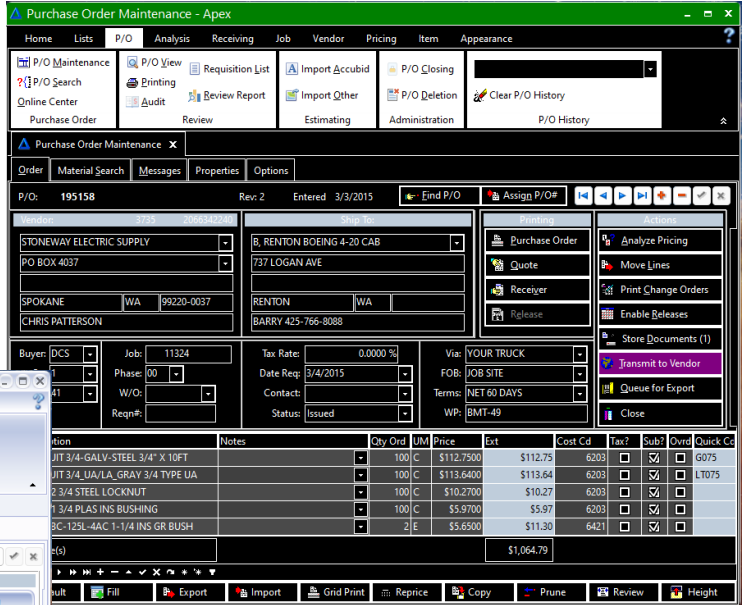 Purchase Order Maintenance - Apex
Home Lists P/O Analysis Receiving Job Vendor Pricing Item Appearance ?
P/O Maintenance P/O View Requisition List Import Accubid P/O Closing
?{} P/O Search Printing
Online Center Audit Review Report Import Other P/O Deletion Clear P/O History
Purchase Order Review Estimating Administration P/O History
Purchase Order Maintenance X
Order Material Search Messages Properties Options
P/O: 195158 Rev: 2 Entered 3/3/2015 Find P/O Assign P/O#
Vendor: 3735 2066342240 Ship To: Printing Actions
STONEWAY ELECTRIC SUPPLY B, RENTON BOEING 4-20 CAB Purchase Order Analyze Pricing
PO BOX 4037 737 LOGAN AVE Quote Move Lines
Receiver Print Change Orders
SPOKANE WA 99220-0037 RENTON WA Release Enable Releases
CHRIS PATTERSON BARRY 425-766-8088
Store Documents (1)
Buyer: DCS Job: 11324 Tax Rate: 0.0000 % Via: YOUR TRUCK
Transmit to Vendor
1 Phase: 00 Date Req: 3/4/2015 FOB: JOB SITE
41 W/O: Contact: Terms: NET 60 DAYS Queue for Export
Reqn#: Status: Issued WP: BMT-49 Close
tion Notes Qty Ord UM Price Ext Cost Cd Tax? Sub? Ovrd Quick Cc
UIT 3/4-GALV-STEEL 3/4" X 10FT 100 C $112.7500 $112.75 6203 G075
UIT 3/4_UA/LA_GRAY 3/4 TYPE UA 100 C $113.6400 $113.64 6203 LT075
2 3/4 STEEL LOCKNUT 100 C $10.2700 $10.27 6203
1 3/4 PLAS INS BUSHING 100 C $5.9700 $5.97 6203
BC-125L-4AC 1-1/4 INS GR BUSH 2 E $5.6500 $11.30 6421
e(s) $1,064.79
ault Fill Export Import Grid Print Reprice Copy Prune Review Height